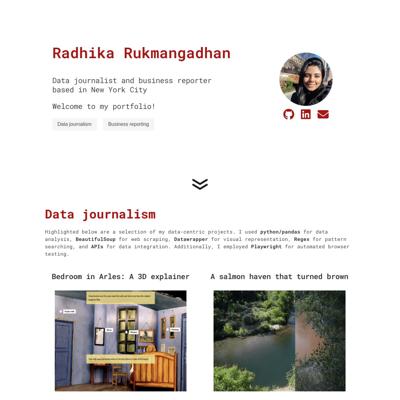 Radhika Rukmangadhan
Data journalist and business reporter
based in New York City
Welcome to my portfolio!
Data journalism
Business reporting
Data journalism
Highlighted below are a selection of my data-centric projects. I used python/pandas for data
analysis, BeautifulSoup for web scraping, Datawrapper for visual representation, Regex for pattern
searching, and APIs for data integration. Additionally, I employed Playwright for automated browser
testing.
Bedroom in Arles: A 3D explainer
A salmon haven that turned brown